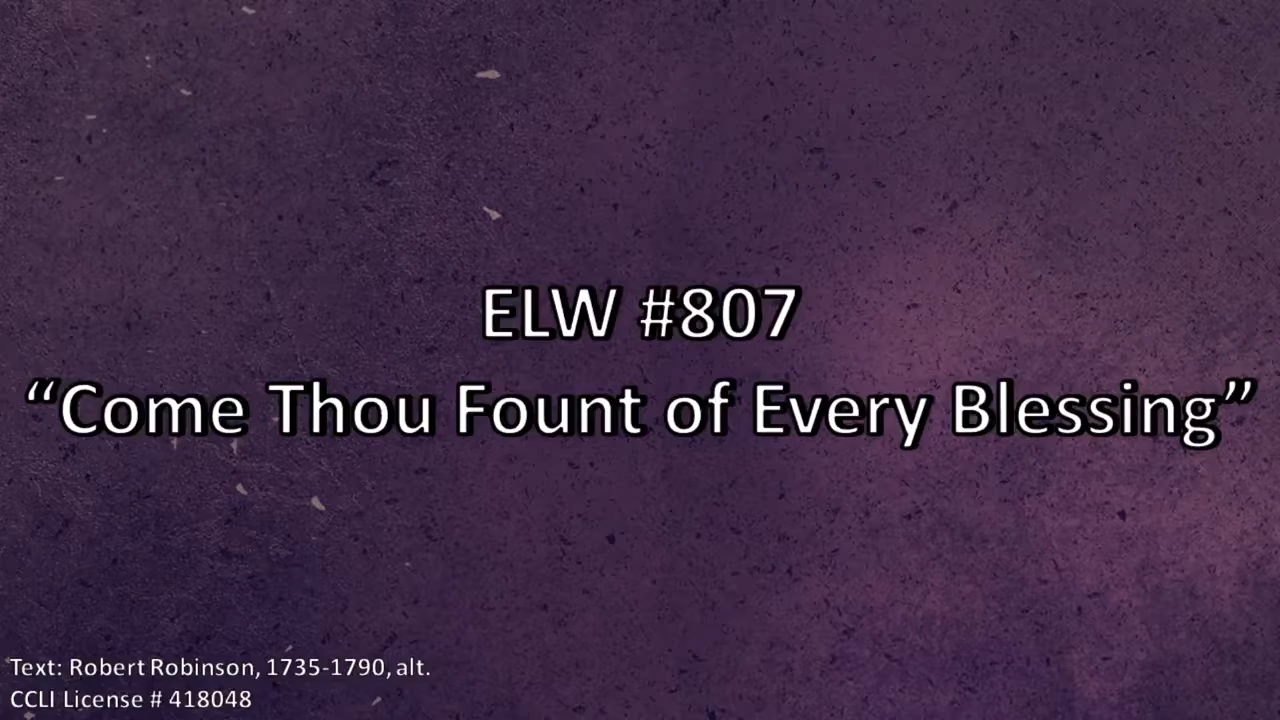 ELW #807
“Come Thou Fount of Every Blessing”
Text: Robert Robinson, 1735-1790, alt.
CCLI License # 418048